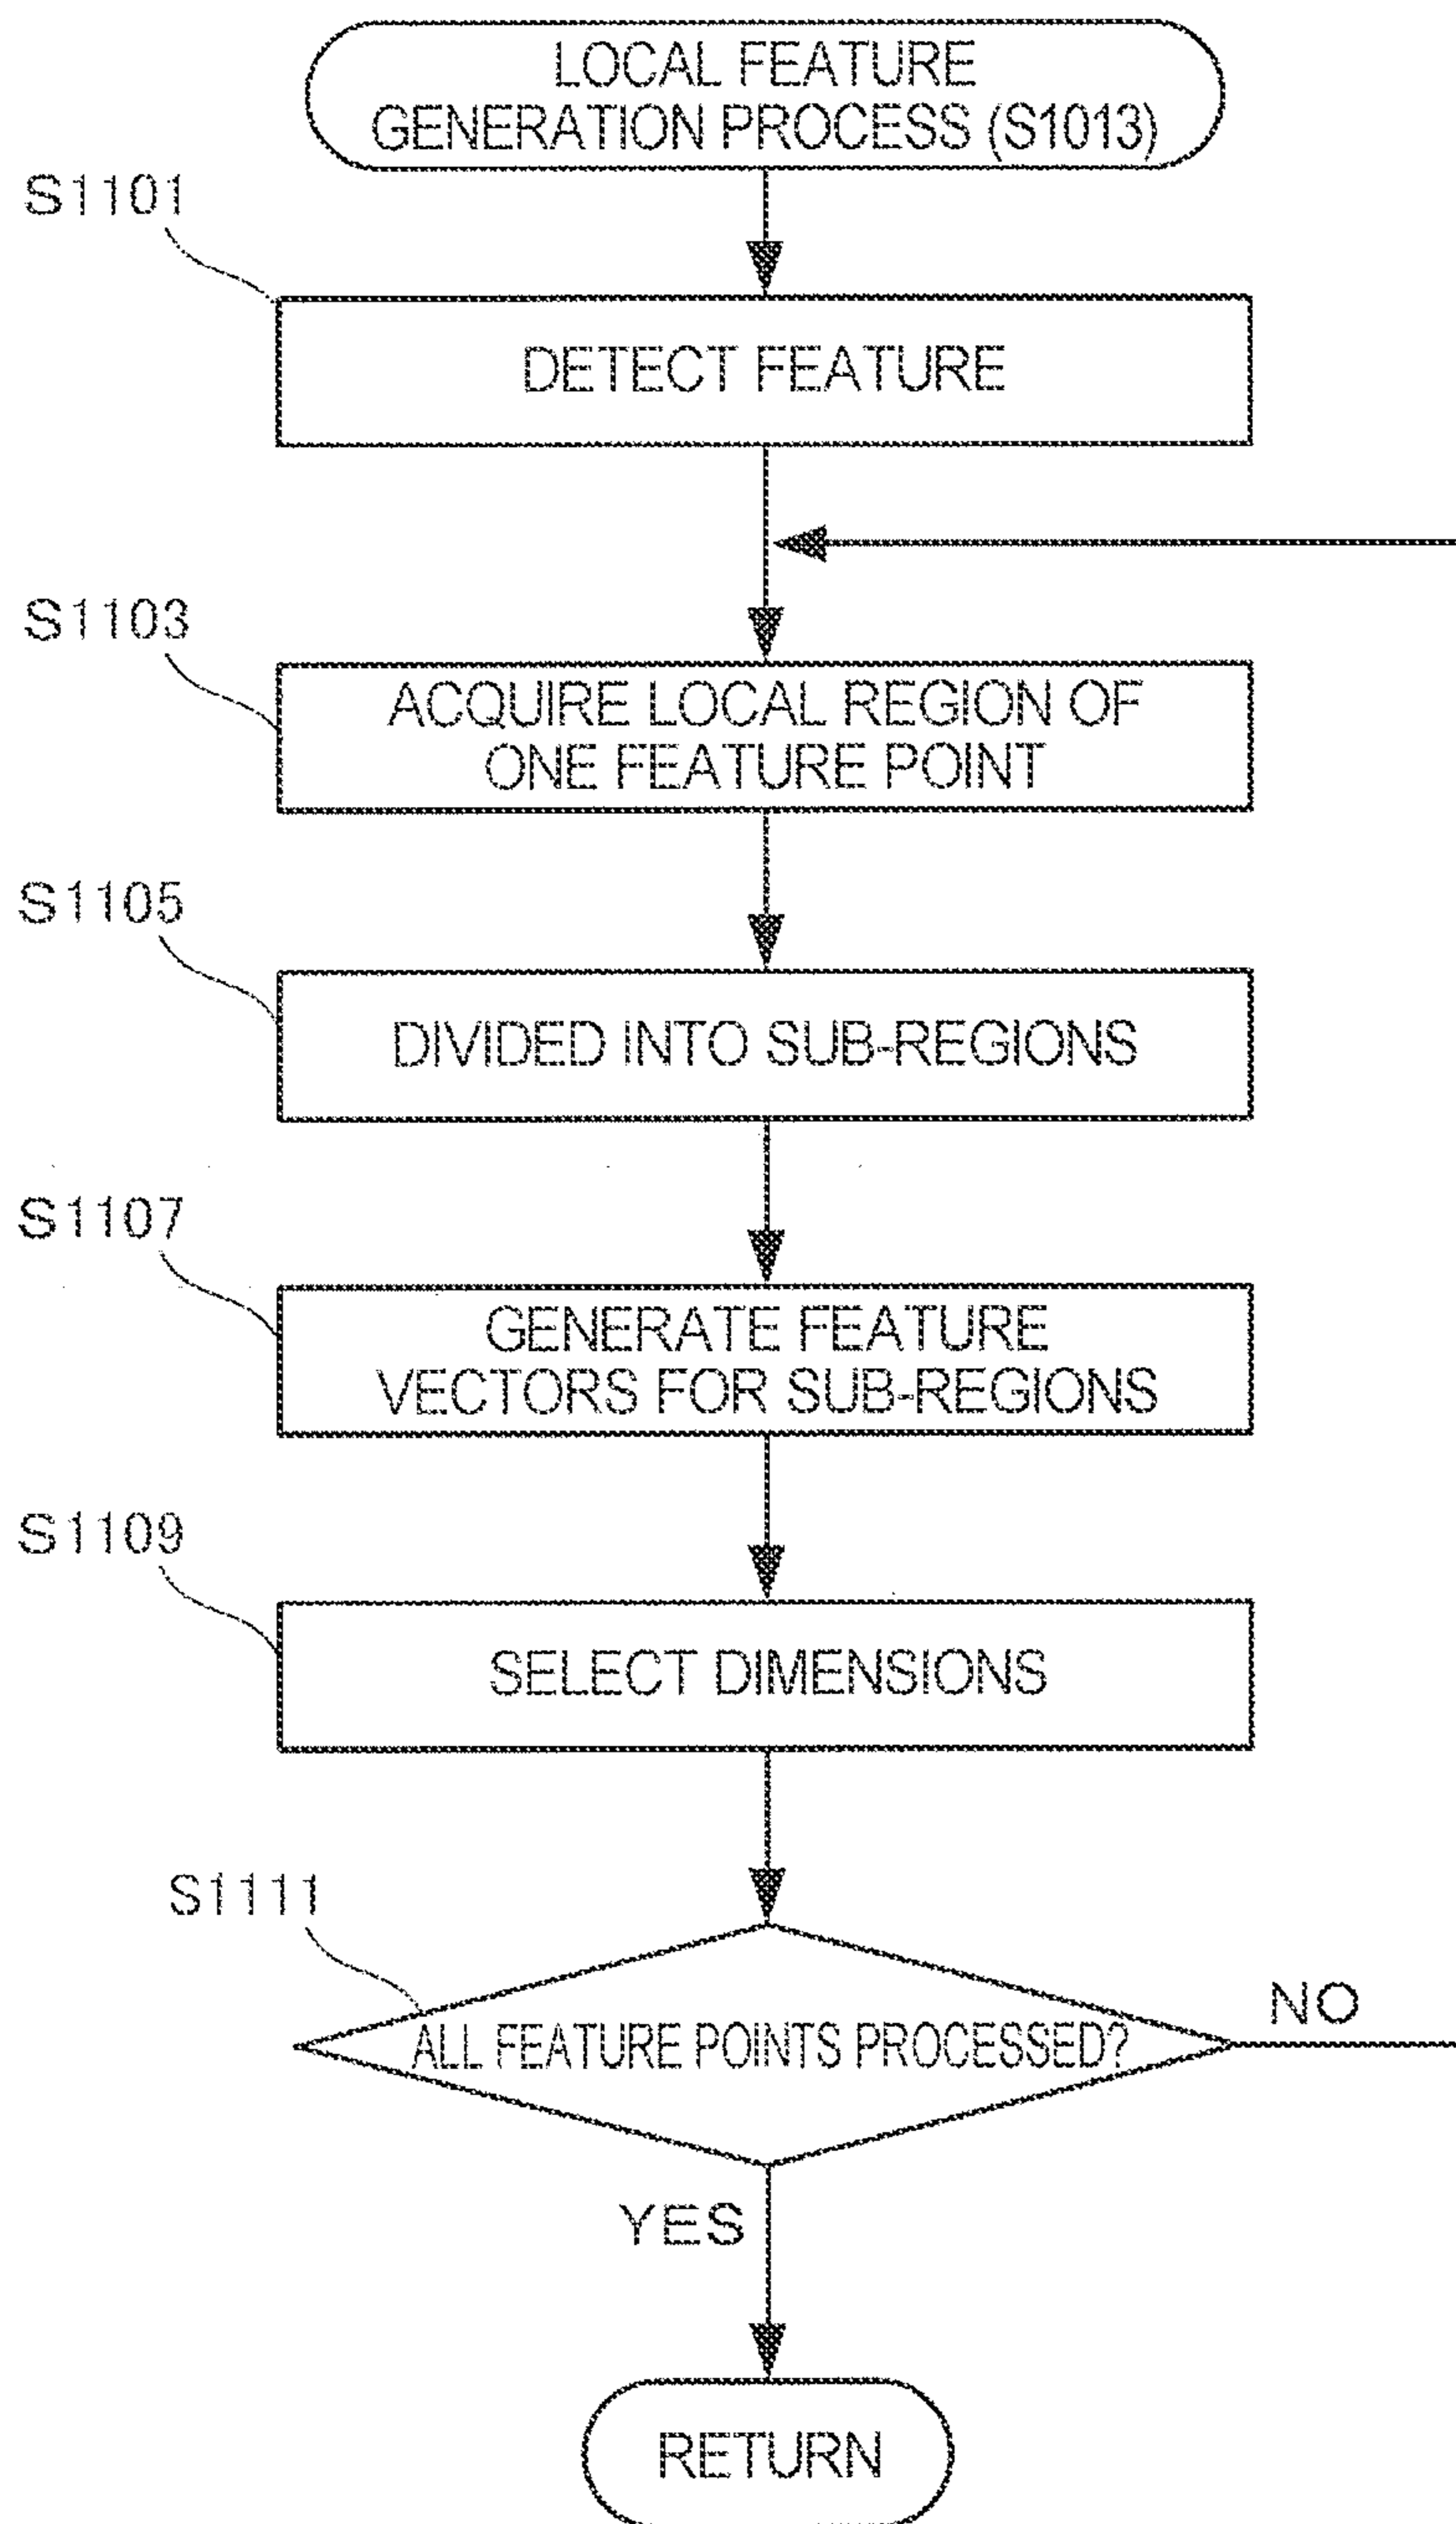 LOCAL FEATURE
GENERATION PROCESS (S1013)
S1101
DETECT FEATURE
S1103
ACQUIRE LOCAL REGION OF
ONE FEATURE POINT
S1105
DIVIDED INTO SUB-REGIONS
S1107
GENERATE FEATURE
VECTORS FOR SUB-REGIONS
S1109
SELECT DIMENSIONS
S1111
ALL FEATURE POINTS PROCESSED?
NO
YES
RETURN